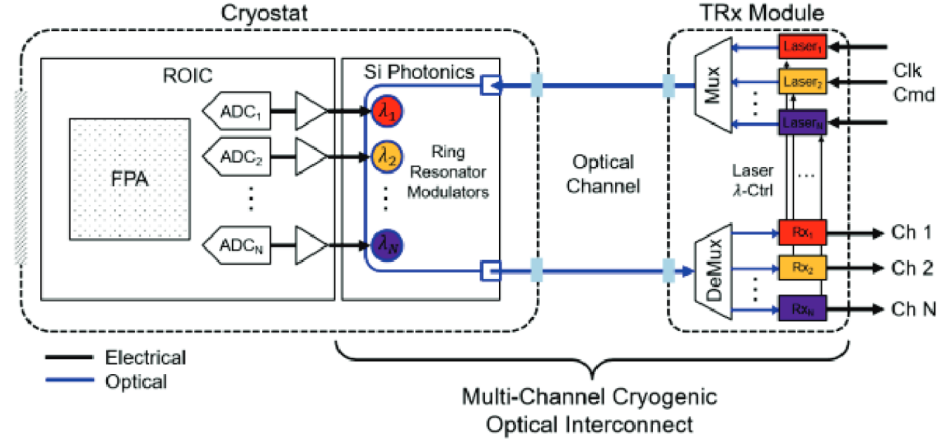 Cryostat
TRx Module
ROIC
Si Photonics
FPA
ADC1
ADC2
ADCN
λ1
λ2
λN
Ring
Resonator
Modulators
Optical
Channel
Mux
DeMux
Laser1
Laser2
LaserN
Clk
Cmd
Laser
λ-Ctrl
Rx1
Rx2
RxN
Ch 1
Ch 2
Ch N
Electrical
Optical
Multi-Channel Cryogenic
Optical Interconnect